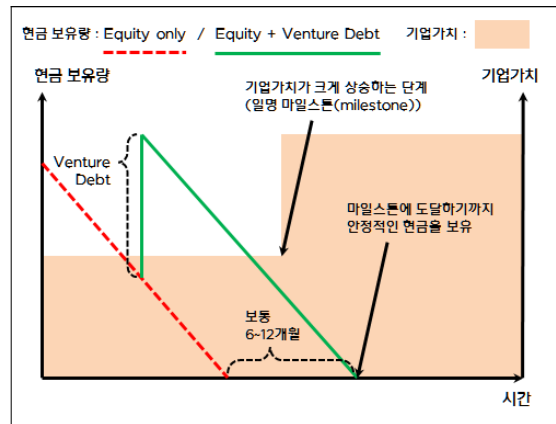 현금 보유량 : Equity only / Equity + Venture Debt 기업가치 :
현금 보유량
기업가치
기업가치가 크게 상승하는 단계
(일명 마일스톤(milestone))
Venture
Debt
마일스톤에 도달하기까지
안정적인 현금을 보유
보통
6~12개월
시간